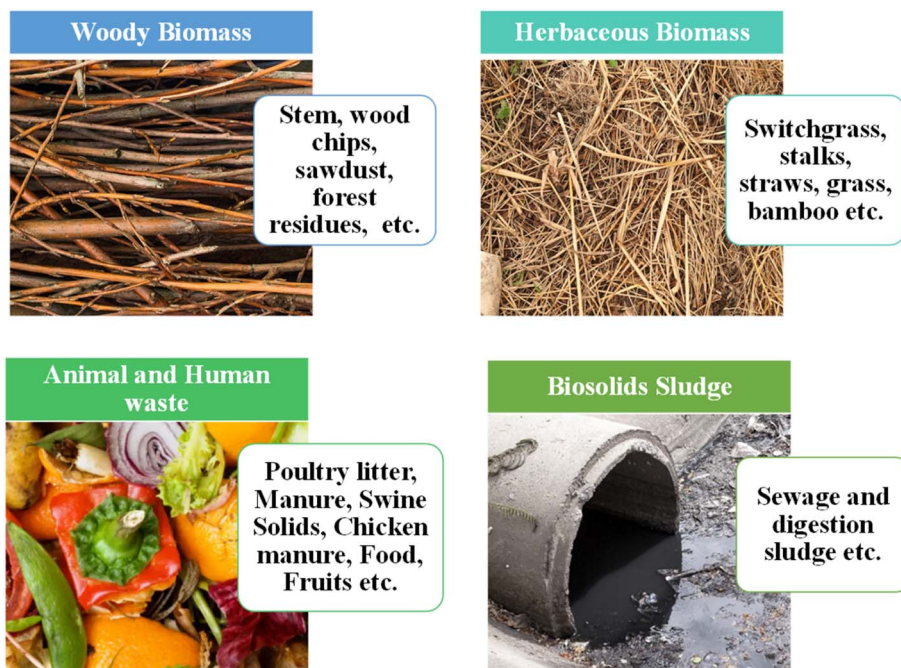 Woody Biomass
Stem, wood
chips,
sawdust,
forest
residues, etc.
Herbaceous Biomass
Switchgrass,
stalks,
straws, grass,
bamboo etc.
Animal and Human
waste
Poultry litter,
Manure, Swine
Solids, Chicken
manure, Food,
Fruits etc.
Biosolids Sludge
Sewage and
digestion
sludge etc.